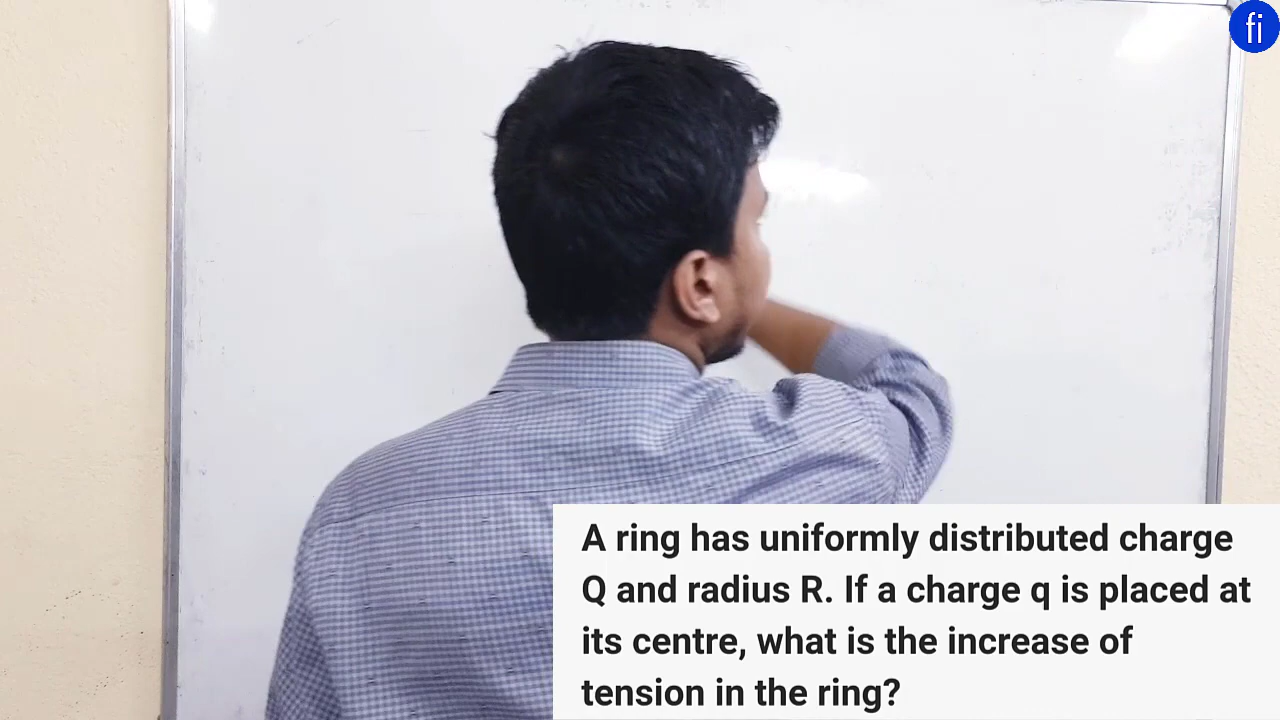 fi
A ring has uniformly distributed charge
Q and radius R. If a charge q is placed at
its centre, what is the increase of
tension in the ring?